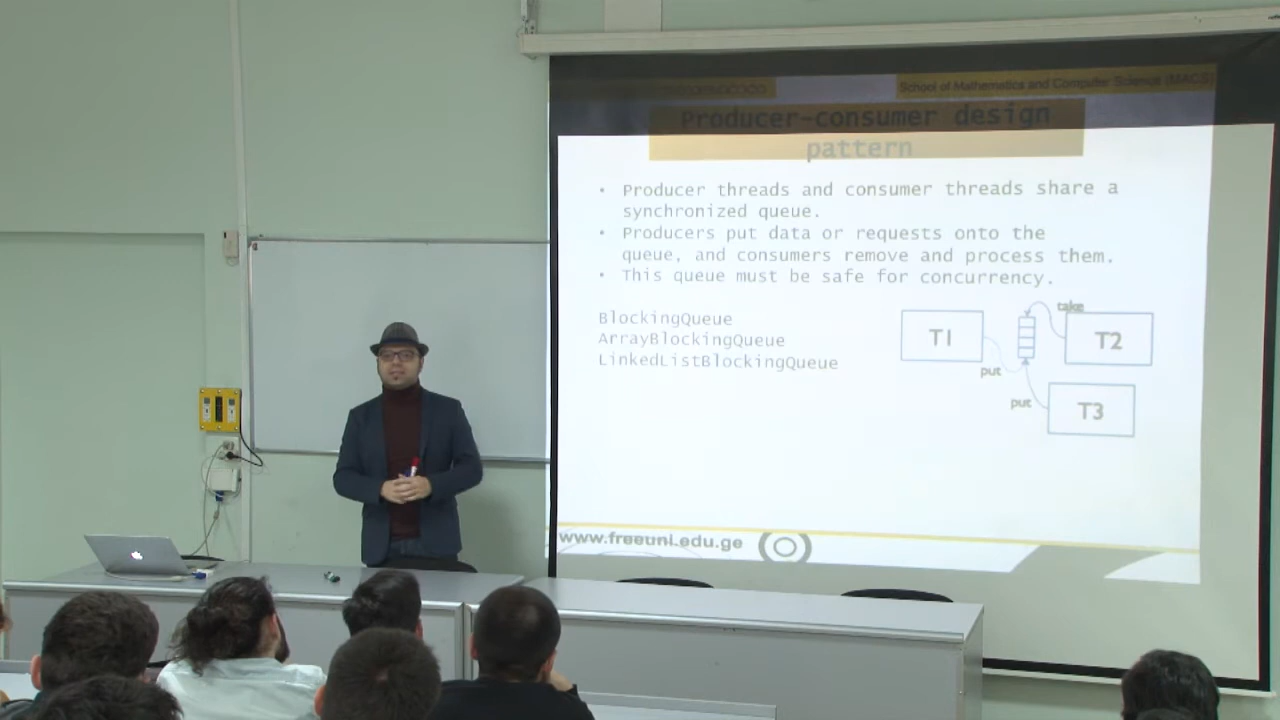 School of Mathematics and Computer Science (MACS)
Producer-consumer design
pattern
• Producer threads and consumer threads share a
synchronized queue.
• Producers put data or requests onto the
queue, and consumers remove and process them.
• This queue must be safe for concurrency.
BlockingQueue
ArrayBlockingQueue
LinkedListBlockingQueue
take
T1
T2
put
put
T3
www.freeuni.edu.ge